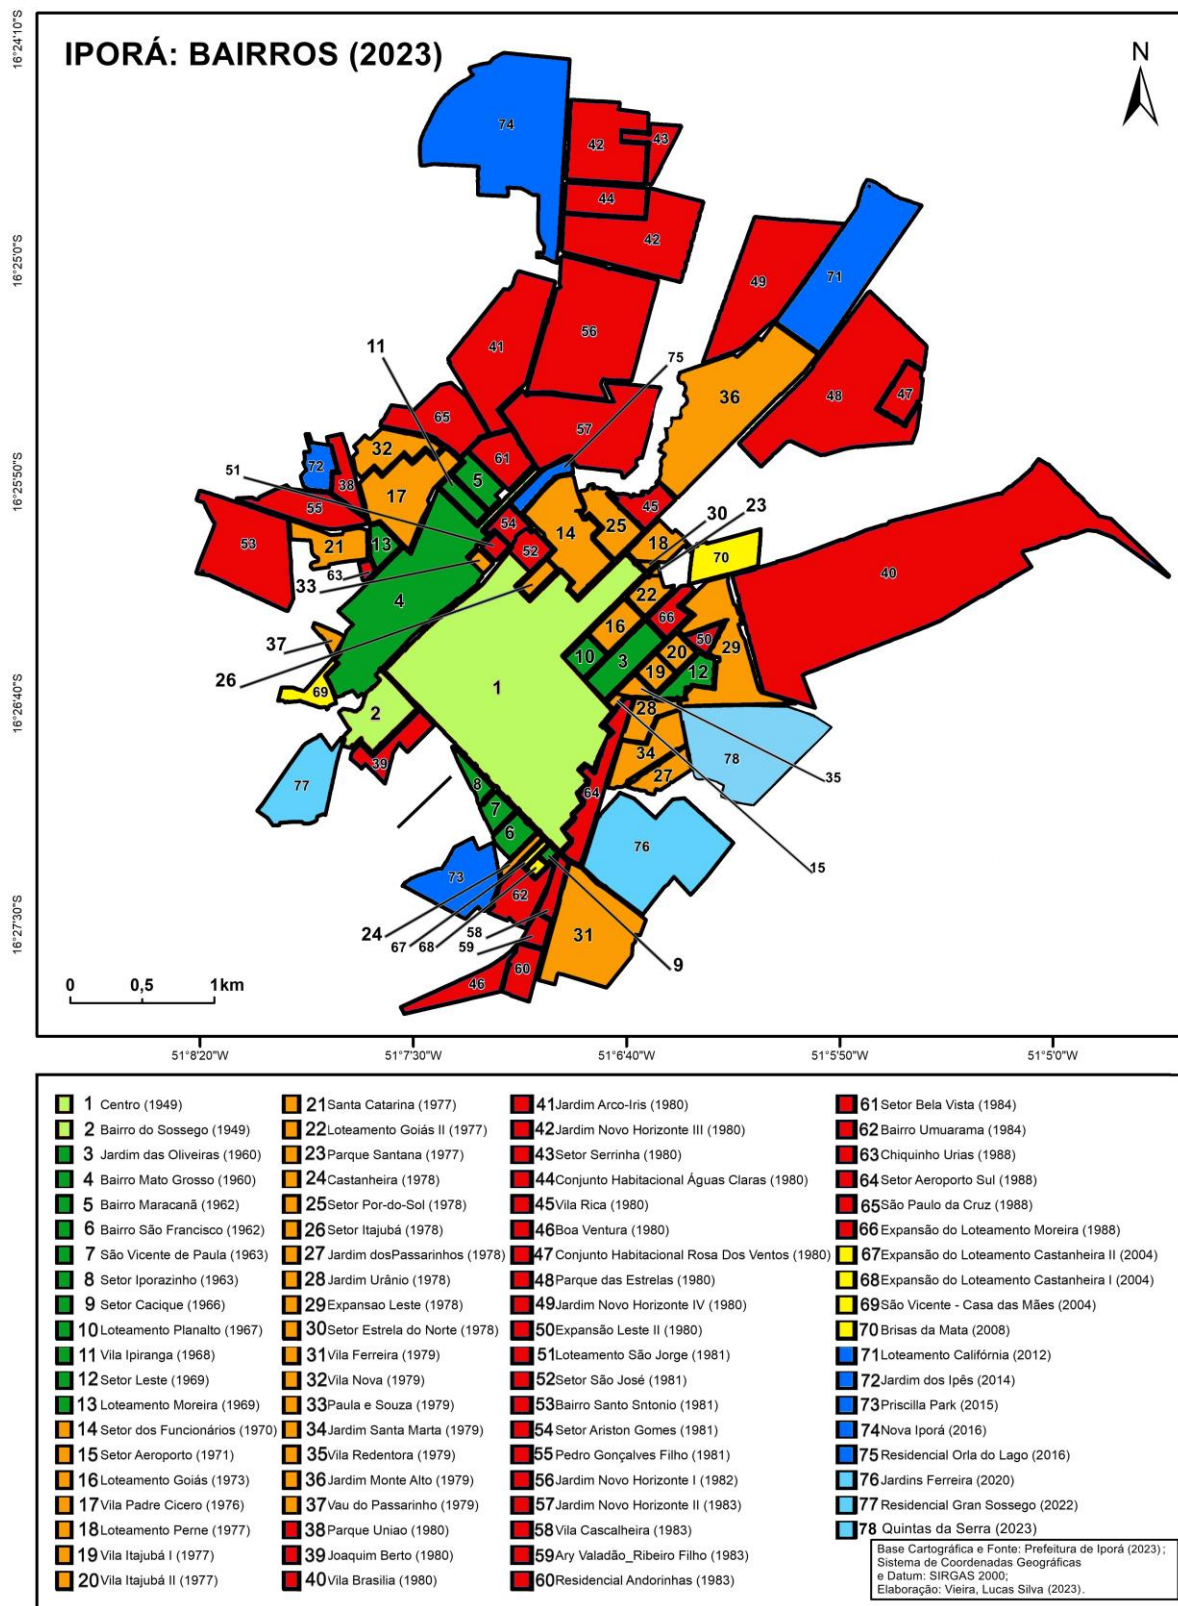 IPORÁ: BAIRROS (2023)
N
16°24'10"S
16°25'0"S
16°25'50"S
16°26'40"S
16°27'30"S
74
42
43
44
42
49
71
41
56
11
75
36
48
47
65
57
32
61
72
38
5
51
17
55
45
30
23
54
14
25
53
21
13
52
18
70
63
40
33
4
22
16
66
37
50
26
10
3
20
29
19
12
69
1
2
28
39
34
78
77
27
35
8
64
7
6
76
15
73
62
24
67
68
58
59
31
9
60
46
0 0,5 1km
51°8'20"W 51°7'30"W 51°6'40"W 51°5'50"W 51°5'0"W
1 Centro (1949)
2 Bairo do Sossego (1949)
3 Jardim das Oliveiras (1960)
4 Bairro Mato Grosso (1960)
5 Bairro Maracanã (1962)
6 Bairro São Francisco (1962)
7 São Vicente de Paula (1963)
8 Setor Iporazinho (1963)
9 Setor Cacique (1966)
10 Loteamento Planalto (1967)
11 Vila Ipiranga (1968)
12 Setor Leste (1969)
13 Loteamento Moreira (1969)
14 Setor dos Funcionários (1970)
15 Setor Aeroporto (1971)
16 Loteamento Goiás (1973)
17 Vila Padre Cicero (1976)
18 Loteamento Perne (1977)
19 Vila Itajubá I (1977)
20 Vila Itajubá II (1977)
21 Santa Catarina (1977)
22 Loteamento Goiás II (1977)
23 Parque Santana (1977)
24 Castanheira (1978)
25 Setor Por-do-Sol (1978)
26 Setor Itajubá (1978)
27 Jardim dosPassarinhos (1978)
28 Jardim Urânio (1978)
29 Expansao Leste (1978)
30 Setor Estrela do Norte (1978)
31 Vila Ferreira (1979)
32 Vila Nova (1979)
33 Paula e Souza (1979)
34 Jardim Santa Marta (1979)
35 Vila Redentora (1979)
36 Jardim Monte Alto (1979)
37 Vau do Passarinho (1979)
38 Parque Uniao (1980)
39 Joaquim Berto (1980)
40 Vila Brasilia (1980)
41 Jardim Arco-Iris (1980)
42 Jardim Novo Horizonte III (1980)
43 Setor Serrinha (1980)
44 Conjunto Habitacional Águas Claras (1980)
45 Vila Rica (1980)
46 Boa Ventura (1980)
47 Conjunto Habitacional Rosa Dos Ventos (1980)
48 Parque das Estrelas (1980)
49 Jardim Novo Horizonte IV (1980)
50 Expansão Leste II (1980)
51 Loteamento São Jorge (1981)
52 Setor São José (1981)
53 Bairro Santo Sntonio (1981)
54 Setor Ariston Gomes (1981)
55 Pedro Gonçalves Filho (1981)
56 Jardim Novo Horizonte I (1982)
57 Jardim Novo Horizonte II (1983)
58 Vila Cascalheira (1983)
59 Ary Valadão_Ribeiro Filho (1983)
60 Residencial Andorinhas (1983)
61 Setor Bela Vista (1984)
62 Bairro Umuarama (1984)
63 Chiquinho Urias (1988)
64 Setor Aeroporto Sul (1988)
65 São Paulo da Cruz (1988)
66 Expansão do Loteamento Moreira (1988)
67 Expansão do Loteamento Castanheira II (2004)
68 Expansão do Loteamento Castanheira I (2004)
69 São Vicente - Casa das Mães (2004)
70 Brisas da Mata (2008)
71 Loteamento Califórnia (2012)
72 Jardim dos Ipês (2014)
73 Priscilla Park (2015)
74 Nova Iporá (2016)
75 Residencial Orla do Lago (2016)
76 Jardins Ferreira (2020)
77 Residencial Gran Sossego (2022)
78 Quintas da Serra (2023)
Base Cartográfica e Fonte: Prefeitura de Iporá (2023);
Sistema de Coordenadas Geográficas
e Datum: SIRGAS 2000;
Elaboração: Vieira, Lucas Silva (2023).